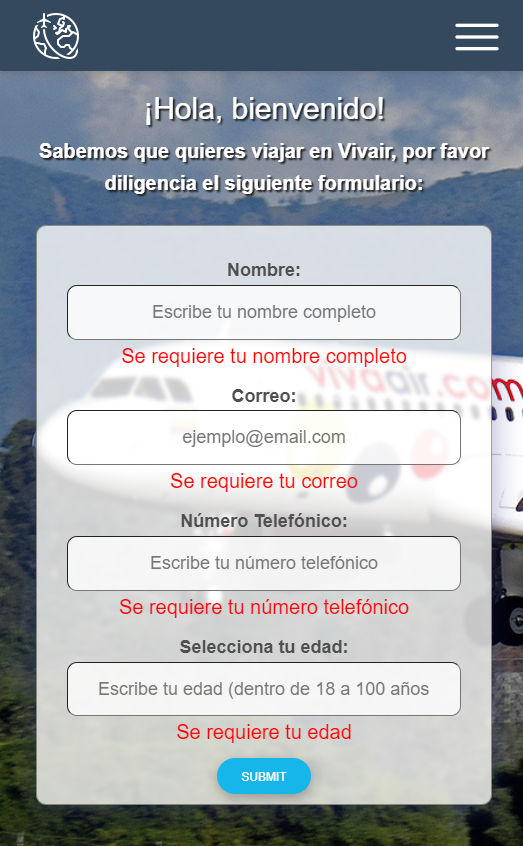 ¡Hola, bienvenido!
Sabemos que quieres viajar en Vivair, por favor
diligencia el siguiente formulario:
Nombre:
Escribe tu nombre completo
Se requiere tu nombre completo
vivaair.com
Correo:
ejemplo@email.com
Se requiere tu correo
Número Telefónico:
Escribe tu número telefónico
Se requiere tu número telefónico
Selecciona tu edad:
Escribe tu edad (dentro de 18 a 100 años
Se requiere tu edad
SUBMIT